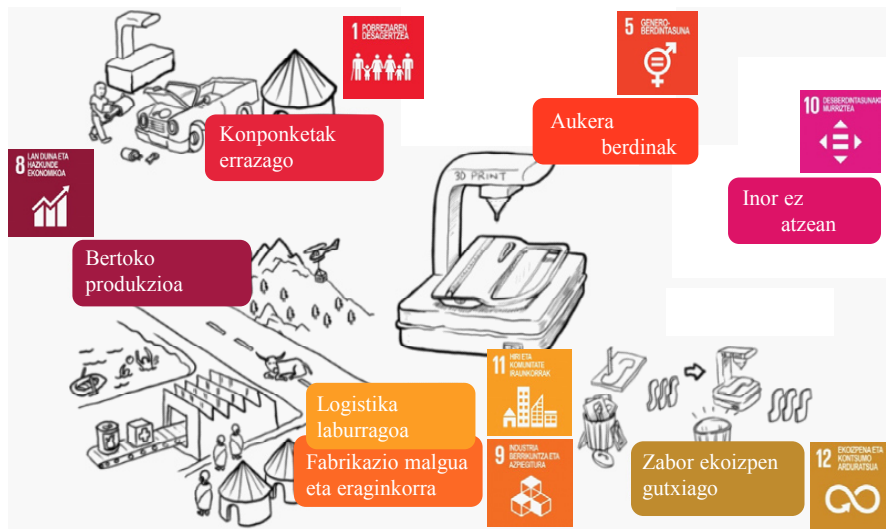 1 POBREZIAREN
DESAGERTZEA
5 GENERO-
BERDINTASUNA
10 DESBERDINTASUNAK
MURRIZTEA
Konponketak
errazago
Aukera
berdinak
8 LAN DUINA ETA
HAZKUNDE
EKONOMIKOA
3D PRINT
Inor ez
atzean
Bertoko
produkzioa
11 HIRI ETA
KOMUNITATE
IRAUNKORRAK
Logistika
laburragoa
9 INDUSTRIA
BERRIKUNTZA ETA
AZPIEGITURA
Fabrikazio malgua
eta eraginkorra
Zabor ekoizpen
gutxiago
12 EKOIZPENA ETA
KONTSUMO
ARDURATSUA